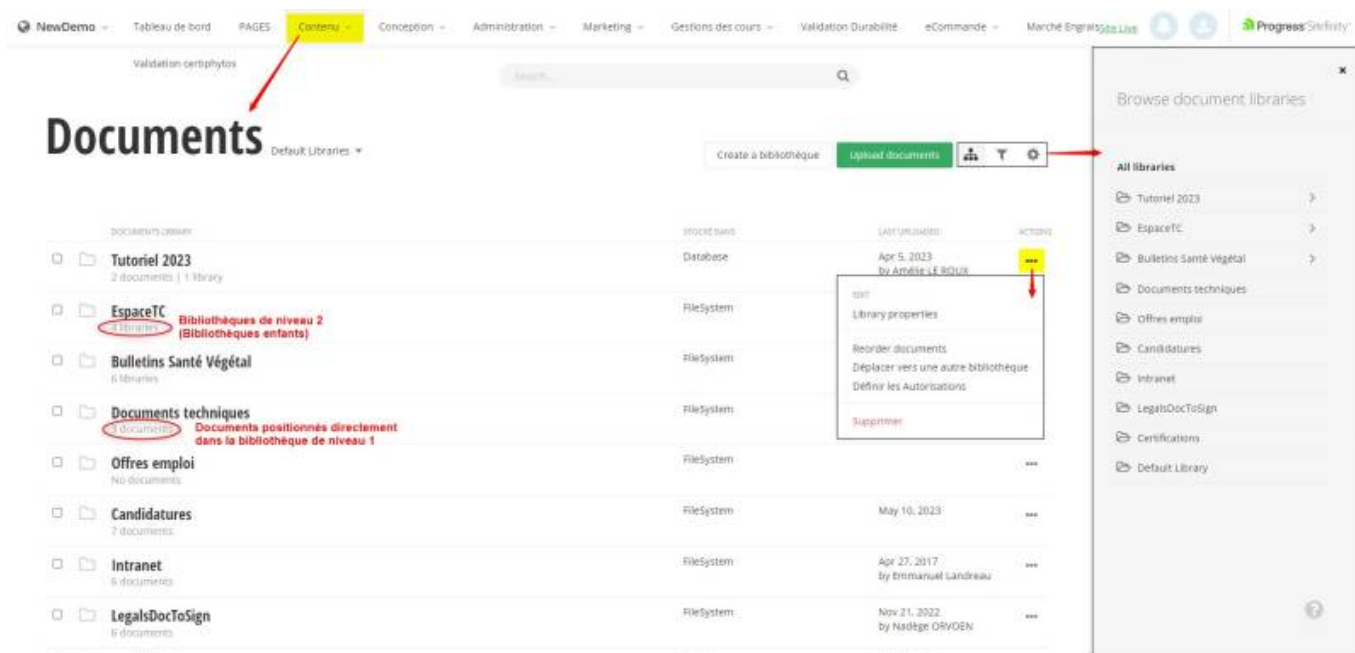 NewDemo
Tableau de bord
PAGES
Contenu
Conception
Administration
Marketing
Gestions des cours
Validation Durabilité
eCommande
Marché Engrais
Site Live
Progress Sitefinity
Validation certiphytos
Search...
Documents
Default Libraries
Create a bibliothèque
Upload documents
DOCUMENTS LIBRARY
STOCKÉ DANS
LAST UPLOADED
ACTIONS
Tutoriel 2023
2 documents | 1 library
Database
Apr 5, 2023
by Amélie LE ROUX
EspaceTC
4 libraries
Bibliothèques de niveau 2
(Bibliothèques enfants)
FileSystem
Bulletins Santé Végétal
6 libraries
FileSystem
Documents techniques
documents
Documents positionnés directement
dans la bibliothèque de niveau 1
FileSystem
Offres emploi
No documents
FileSystem
Candidatures
7 documents
FileSystem
May 10, 2023
Intranet
6 documents
FileSystem
Apr 27, 2017
by Emmanuel Landreau
LegalsDocToSign
6 documents
FileSystem
Nov 21, 2022
by Nadège ORVOEN
EDIT
Library properties
Reorder documents
Déplacer vers une autre bibliothèque
Définir les Autorisations
Supprimer
Browse document libraries
All libraries
Tutoriel 2023
EspaceTC
Bulletins Santé Végétal
Documents techniques
Offres emploi
Candidatures
Intranet
LegalsDocToSign
Certifications
Default Library